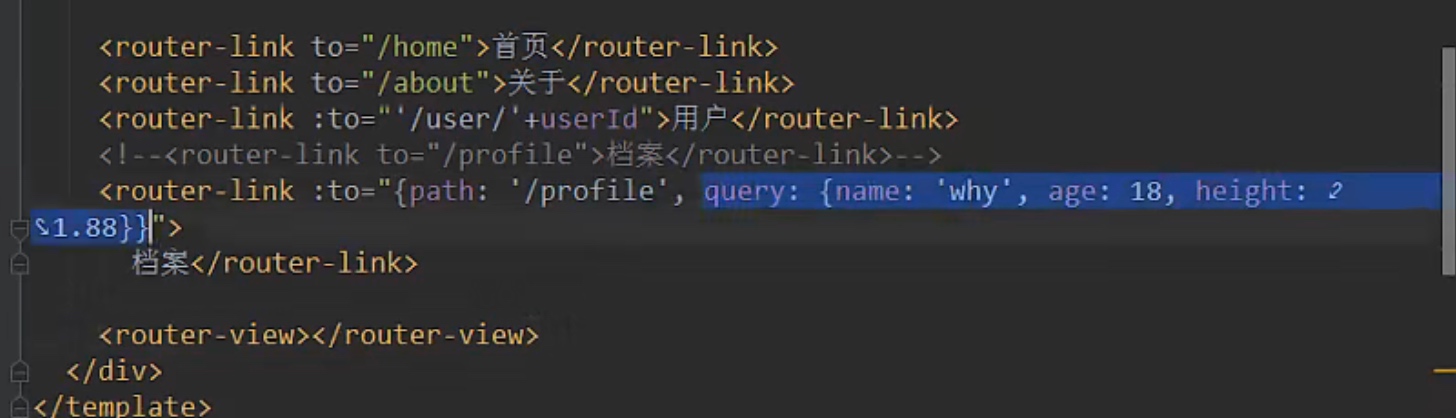 <router-link to="/home">首页</router-link>
<router-link to="/about">关于</router-link>
<router-link :to="'/user/'+userId">用户</router-link>
<!--<router-link to="/profile">档案</router-link>-->
<router-link :to="{path: '/profile', query: {name: 'why', age: 18, height:
1.88}}">
档案</router-link>
<router-view></router-view>
</div>
</template>